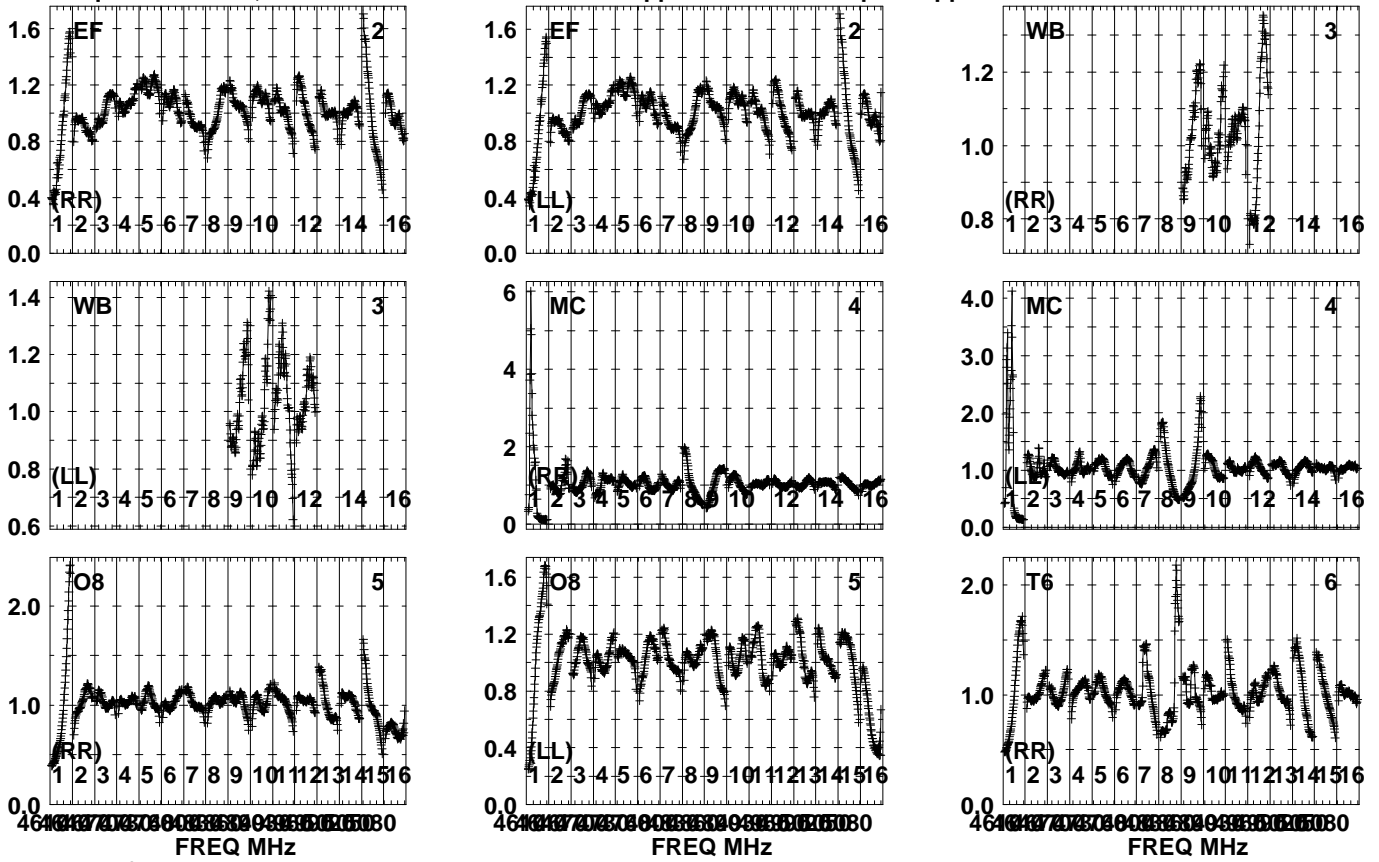 1.6 EF 2
1.2
0.8
0.4 (RR)
1 2 3 4 5 6 7 8 9 10 12 14 16
0.0
1.6 EF 2
1.2
0.8
0.4 (LL)
1 2 3 4 5 6 7 8 9 10 12 14 16
0.0
WB 3
1.2
1.0
(RR)
0.8 1 2 3 4 5 6 7 8 9 10 12 14 16
1.4 WB 3
1.2
1.0
0.8 (LL)
1 2 3 4 5 6 7 8 9 10 12 14 16
0.6
6 MC 4
4
2
(RR)
1 2 3 4 5 6 7 8 9 10 12 14 16
0
4.0 MC 4
3.0
2.0
1.0 (LL)
1 2 3 4 5 6 7 8 9 10 12 14 16
0.0
O8 5
2.0
1.0
(RR)
1 2 3 4 5 6 7 8 9 10 11 12 13 14 15 16
0.0
FREQ MHz
1.6 O8 5
1.2
0.8
0.4 (LL)
1 2 3 4 5 6 7 8 9 10 11 12 13 14 15 16
0.0
FREQ MHz
2.0 T6 6
1.0
(RR)
1 2 3 4 5 6 7 8 9 10 11 12 13 14 15 16
0.0
FREQ MHz